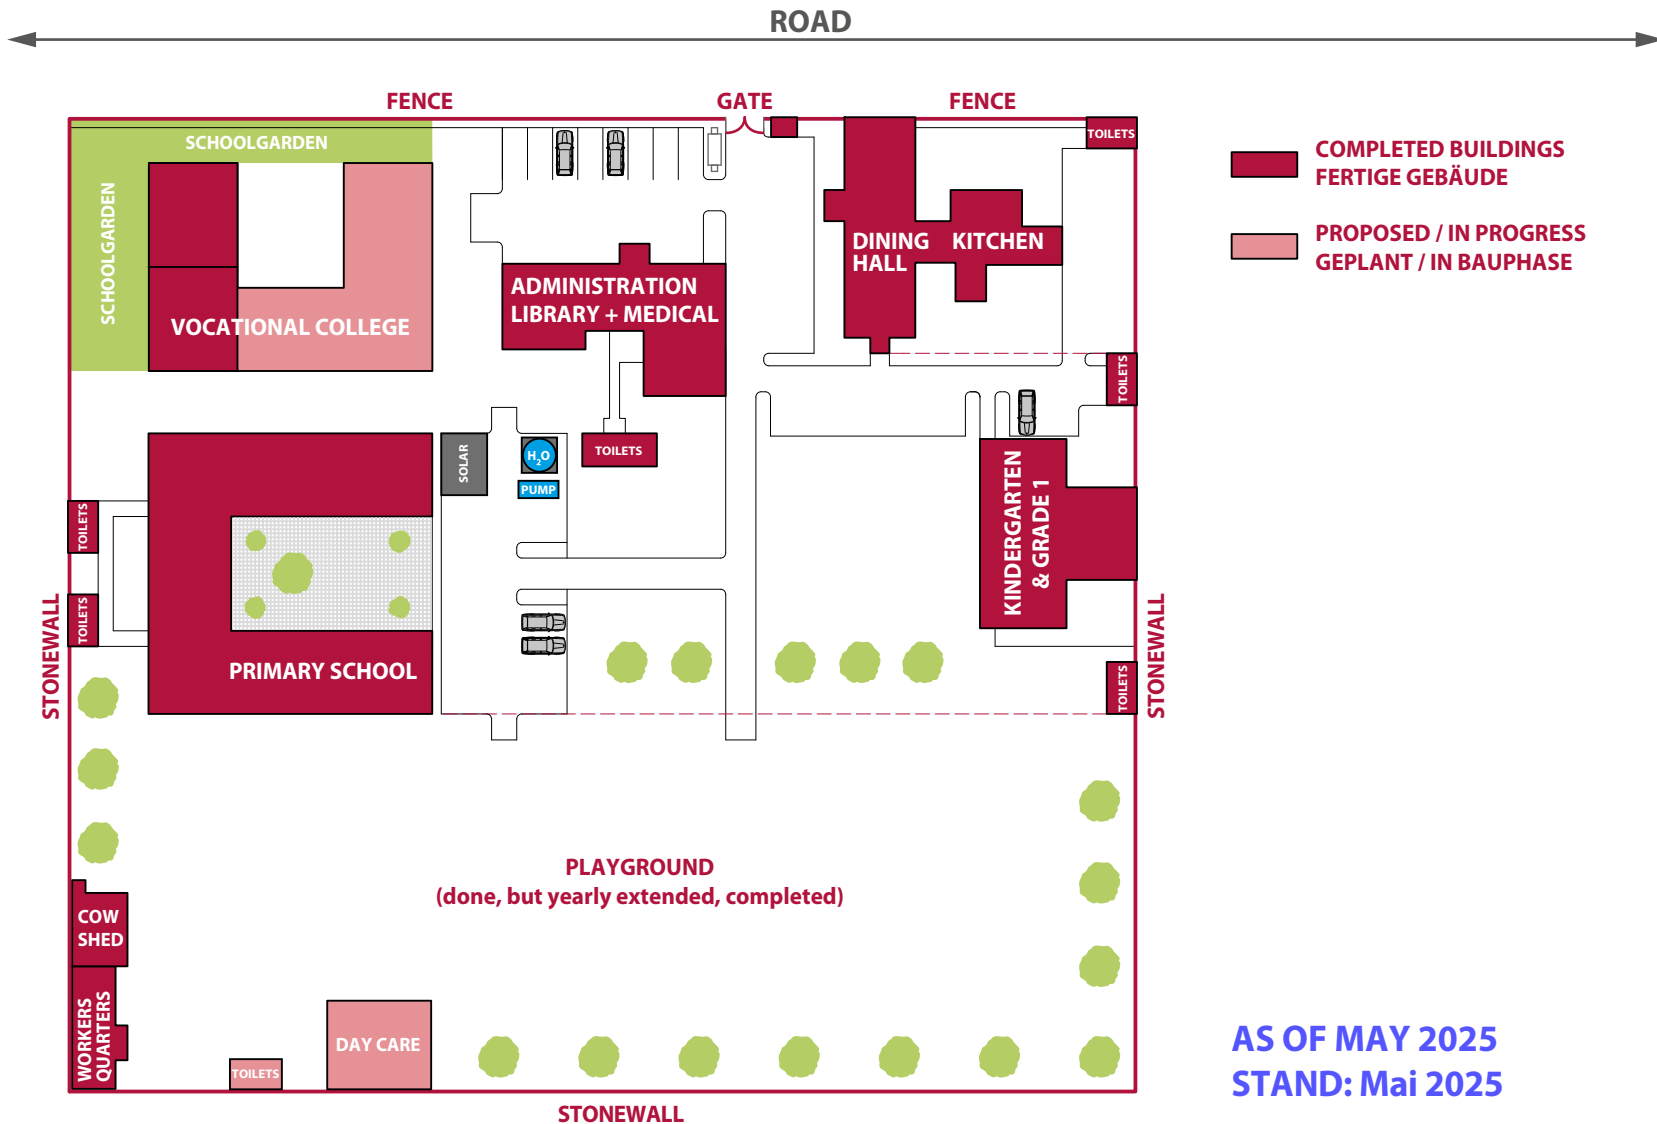 ROAD
FENCE
GATE
FENCE
TOILETS
SCHOOLGARDEN
SCHOOLGARDEN
COMPLETED BUILDINGS
FERTIGE GEBÄUDE
PROPOSED / IN PROGRESS
GEPLANT / IN BAUPHASE
DINING
HALL
KITCHEN
ADMINISTRATION
LIBRARY + MEDICAL
VOCATIONAL COLLEGE
TOILETS
SOLAR
H2O
PUMP
TOILETS
KINDERGARTEN
& GRADE 1
TOILETS
TOILETS
STONEWALL
PRIMARY SCHOOL
TOILETS
STONEWALL
PLAYGROUND
(done, but yearly extended, completed)
COW
SHED
WORKERS
QUARTERS
TOILETS
DAY CARE
STONEWALL
AS OF MAY 2025
STAND: Mai 2025